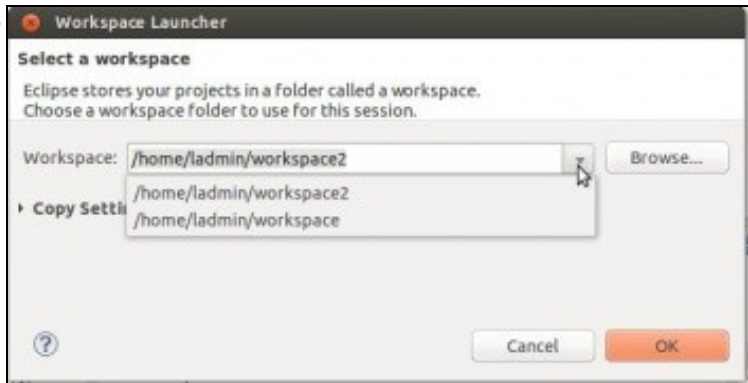 Workspace Launcher
Select a workspace
Eclipse stores your projects in a folder called a workspace.
Choose a workspace folder to use for this session.
Workspace: /home/ladmin/workspace2 Browse...
/home/ladmin/workspace2
Copy Settin
/home/ladmin/workspace
? Cancel OK